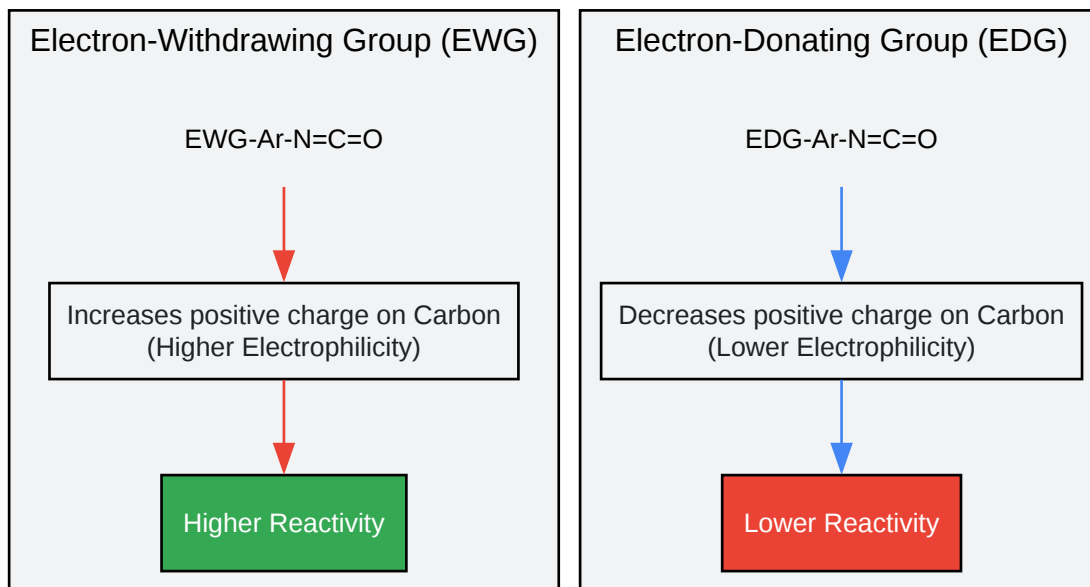 Electron-Withdrawing Group (EWG)
EWG-Ar-N=C=O
Increases positive charge on Carbon
(Higher Electrophilicity)
Higher Reactivity
Electron-Donating Group (EDG)
EDG-Ar-N=C=O
Decreases positive charge on Carbon
(Lower Electrophilicity)
Lower Reactivity